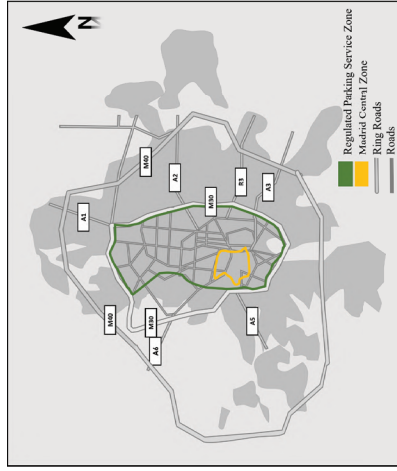 N
A1
M40
M40
A2
M30
M30
A6
R3
A3
A5
Regulated Parking Service Zone
Madrid Central Zone
Ring Roads
Roads